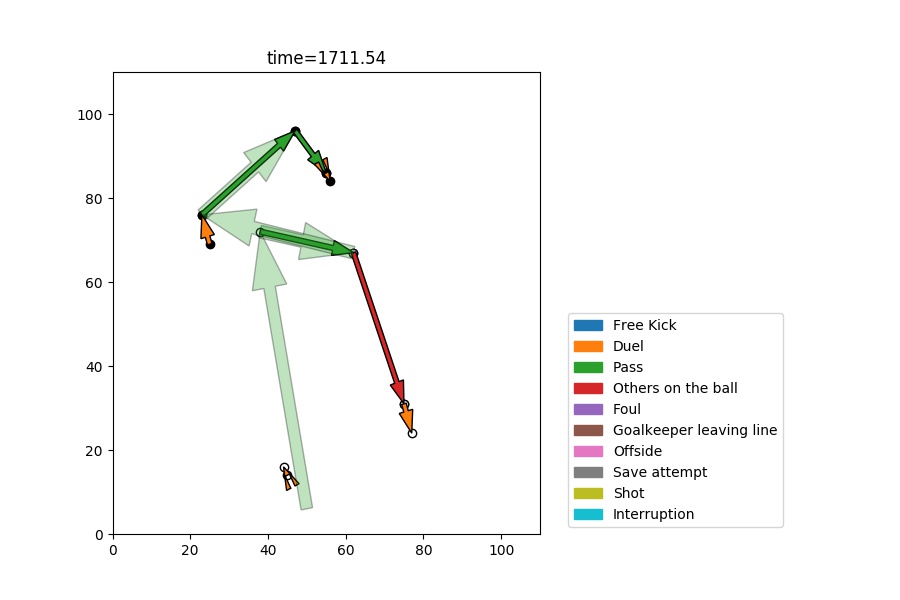 time=1711.54
100
80
60
40
20
0
0 20 40 60 80 100
Free Kick
Duel
Pass
Others on the ball
Foul
Goalkeeper leaving line
Offside
Save attempt
Shot
Interruption